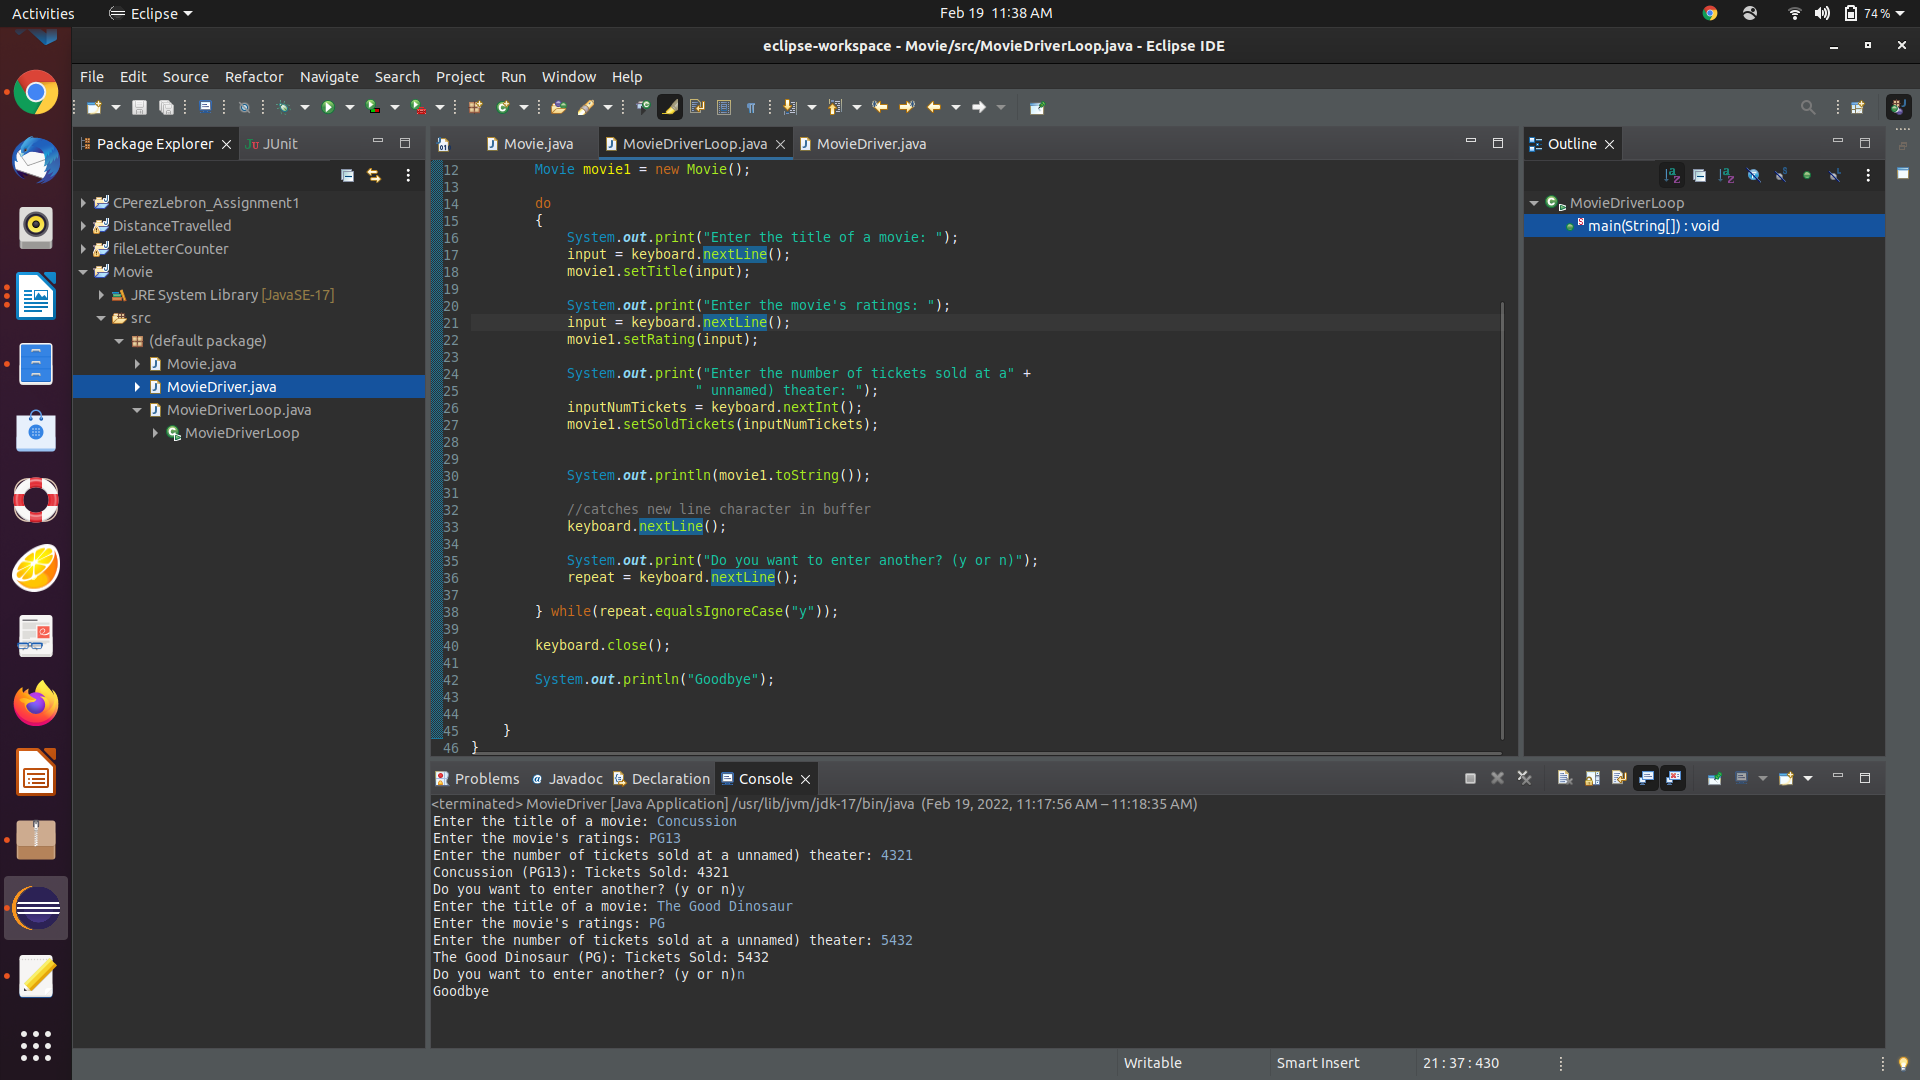 Activities Eclipse Feb 19 11:38 AM 74 %
eclipse-workspace - Movie/src/MovieDriverLoop.java - Eclipse IDE
File Edit Source Refactor Navigate Search Project Run Window Help
Package Explorer JUnit
CPerezLebron_Assignment1
DistanceTravelled
fileLetterCounter
Movie
JRE System Library [JavaSE-17]
src
(default package)
Movie.java
MovieDriver.java
MovieDriverLoop.java
MovieDriverLoop
Movie.java MovieDriverLoop.java MovieDriver.java
12 Movie movie1 = new Movie();
13
14 do
15 {
16 System.out.print("Enter the title of a movie: ");
17 input = keyboard.nextLine();
18 movie1.setTitle(input);
19
20 System.out.print("Enter the movie's ratings: ");
21 input = keyboard.nextLine();
22 movie1.setRating(input);
23
24 System.out.print("Enter the number of tickets sold at a" +
25 " unnamed) theater: ");
26 inputNumTickets = keyboard.nextInt();
27 movie1.setSoldTickets(inputNumTickets);
28
29
30 System.out.println(movie1.toString());
31
32 //catches new line character in buffer
33 keyboard.nextLine();
34
35 System.out.print("Do you want to enter another? (y or n)");
36 repeat = keyboard.nextLine();
37
38 } while(repeat.equalsIgnoreCase("y"));
39
40 keyboard.close();
41
42 System.out.println("Goodbye");
43
44
45 }
46 }
Outline
MovieDriverLoop
main(String[]) : void
Problems Javadoc Declaration Console
<terminated> MovieDriver [Java Application] /usr/lib/jvm/jdk-17/bin/java (Feb 19, 2022, 11:17:56 AM – 11:18:35 AM)
Enter the title of a movie: Concussion
Enter the movie's ratings: PG13
Enter the number of tickets sold at a unnamed) theater: 4321
Concussion (PG13): Tickets Sold: 4321
Do you want to enter another? (y or n)y
Enter the title of a movie: The Good Dinosaur
Enter the movie's ratings: PG
Enter the number of tickets sold at a unnamed) theater: 5432
The Good Dinosaur (PG): Tickets Sold: 5432
Do you want to enter another? (y or n)n
Goodbye
Writable Smart Insert 21 : 37 : 430